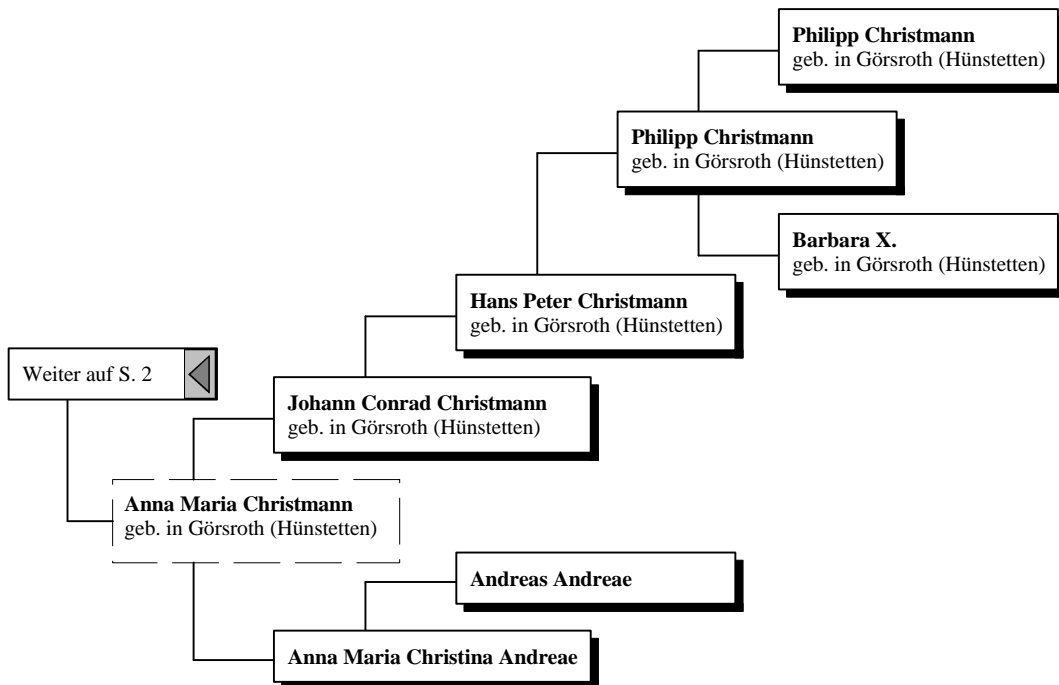 Philipp Christmann
geb. in Görsroth (Hünstetten)
Philipp Christmann
geb. in Görsroth (Hünstetten)
Barbara X.
geb. in Görsroth (Hünstetten)
Hans Peter Christmann
geb. in Görsroth (Hünstetten)
Weiter auf S. 2
Johann Conrad Christmann
geb. in Görsroth (Hünstetten)
Anna Maria Christmann
geb. in Görsroth (Hünstetten)
Andreas Andreae
Anna Maria Christina Andreae